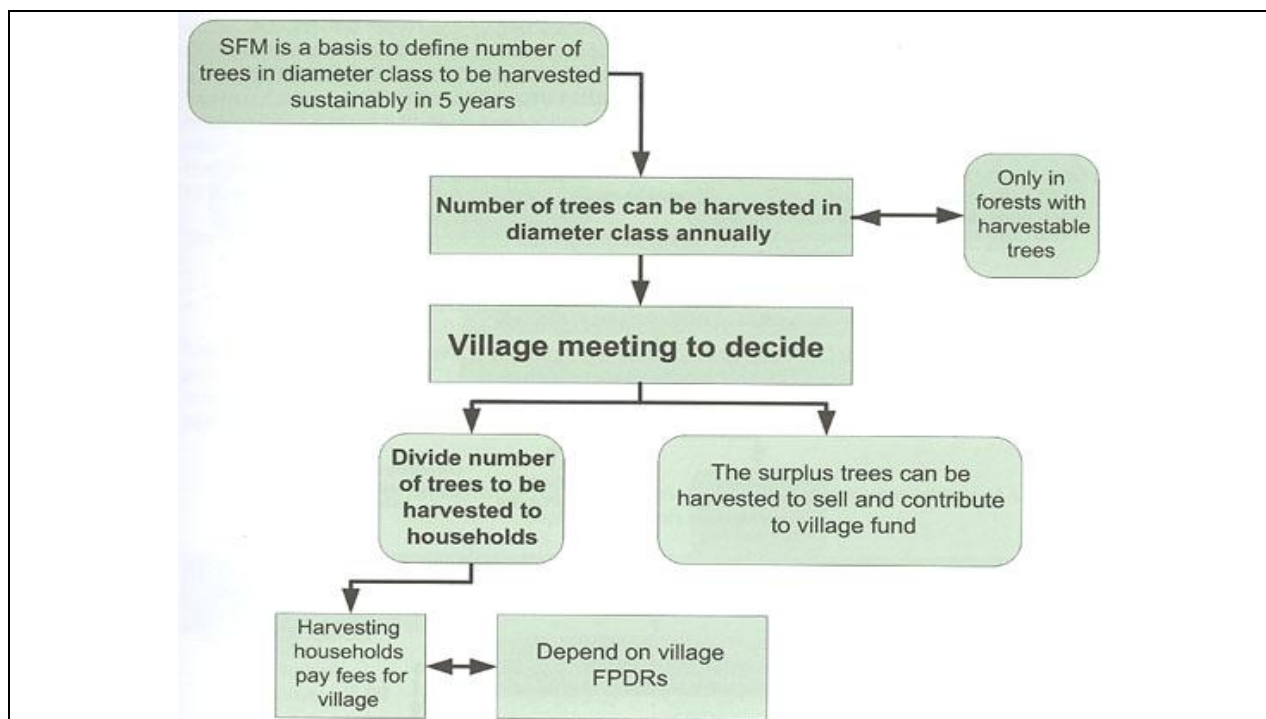 SFM is a basis to define number of
trees in diameter class to be harvested
sustainably in 5 years
Number of trees can be harvested in
diameter class annually
Only in
forests with
harvestable
trees
Village meeting to decide
Divide number
of trees to be
harvested to
households
The surplus trees can be
harvested to sell and contribute
to village fund
Harvesting
households
pay fees for
village
Depend on village
FPDRs